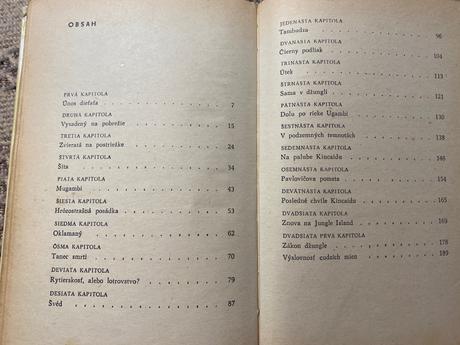 OBSAH
PRVÁ KAPITOLA
Únos dieťaťa 7
DRUHÁ KAPITOLA
Vysadený na pobrežie 15
TRETIA KAPITOLA
Zvieratá na postriežke 24
ŠTVRTÁ KAPITOLA
Šíta 34
PIATA KAPITOLA
Mugambi 43
ŠIESTA KAPITOLA
Hrôzostrašná posádka 53
SIEDMA KAPITOLA
Oklamaný 62
ÔSMA KAPITOLA
Tanec smrti 70
DEVIATA KAPITOLA
Rytierskosť, alebo lotrovstvo? 79
DESIATA KAPITOLA
Švéd 87
JEDENÁSTA KAPITOLA
Tambudza 96
DVANÁSTA KAPITOLA
Čierny podliak 104
TRINÁSTA KAPITOLA
Útek 113
ŠTRNÁSTA KAPITOLA
Sama v džungli 121
PÄTNÁSTA KAPITOLA
Dolu po rieke Ugambi 130
ŠESTNÁSTA KAPITOLA
V podzemných temnotách 138
SEDEMNÁSTA KAPITOLA
Na palube Kincaidu 146
OSEMNÁSTA KAPITOLA
Pavlovičova pomsta 154
DEVÄTNÁSTA KAPITOLA
Posledné chvíle Kincaidu 165
DVADSIATA KAPITOLA
Znova na Jungle Island 169
DVADSIATA PRVÁ KAPITOLA
Zákon džungle 178
Výslovnosť cudzích mien 189